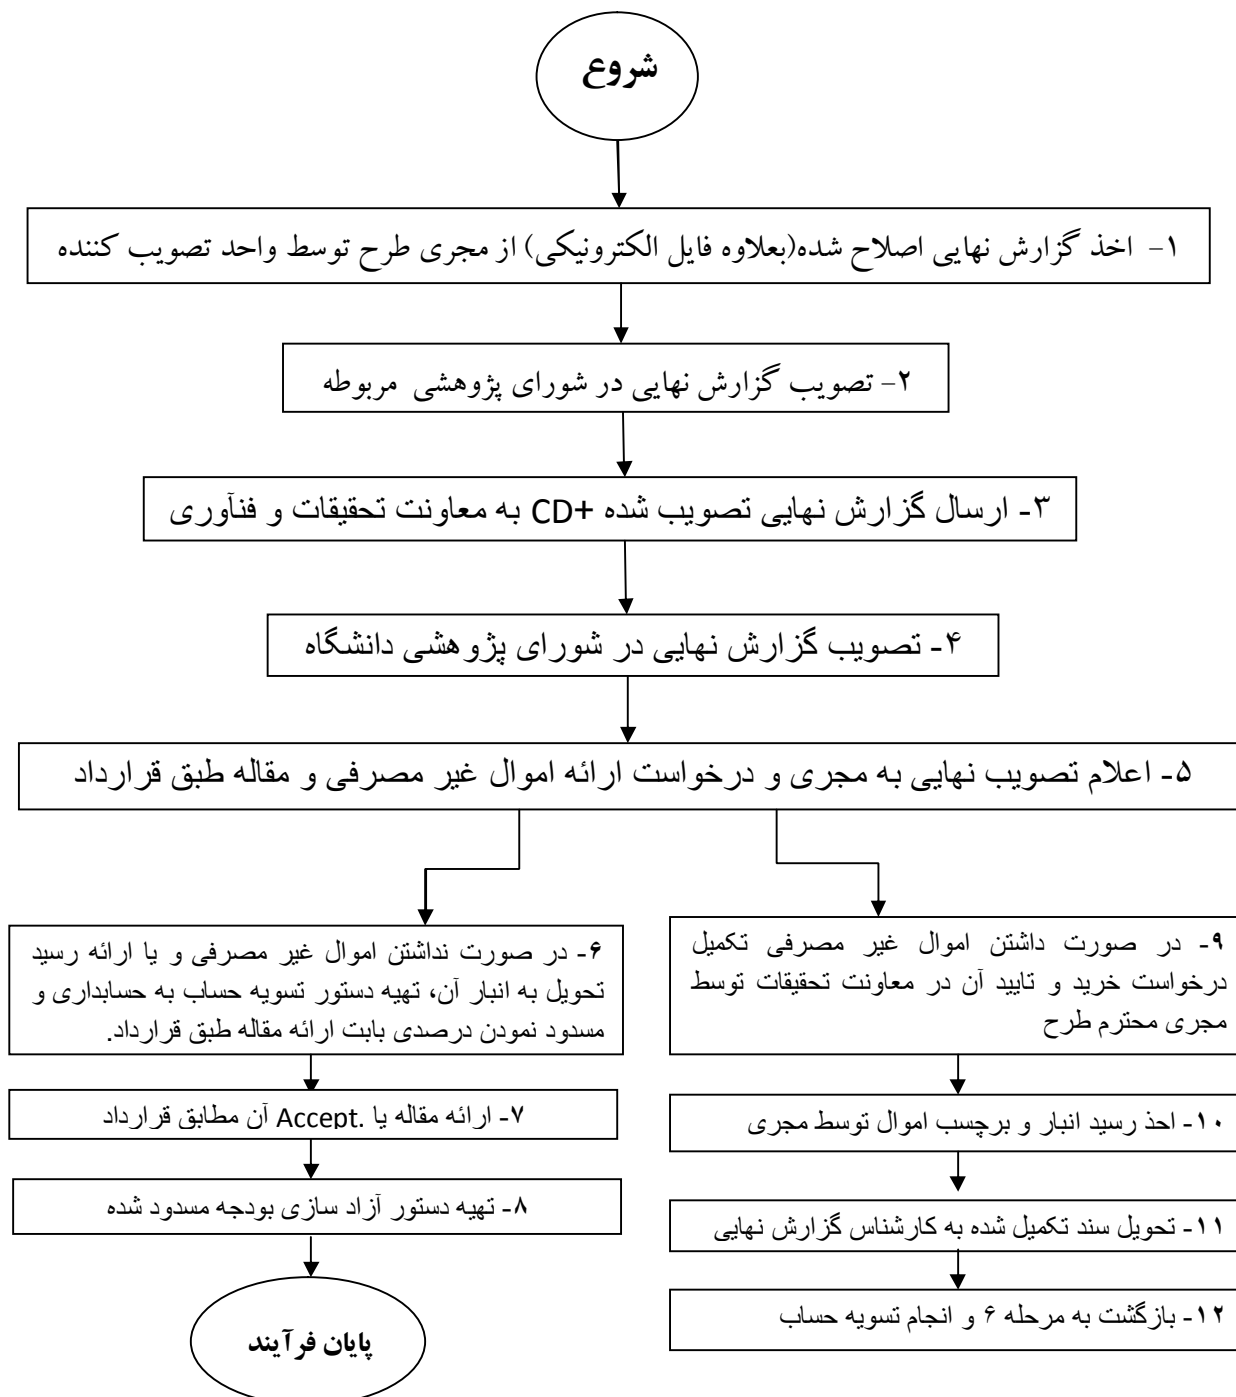 شروع
۱- اخذ گزارش نهایی اصلاح شده(بعلاوه فایل الکترونیکی) از مجری طرح توسط واحد تصویب کننده
۲- تصویب گزارش نهایی در شورای پژوهشی مربوطه
۳- ارسال گزارش نهایی تصویب شده +CD به معاونت تحقیقات و فنآوری
۴- تصویب گزارش نهایی در شورای پژوهشی دانشگاه
۵- اعلام تصویب نهایی به مجری و درخواست ارائه اموال غیر مصرفی و مقاله طبق قرارداد
۶- در صورت نداشتن اموال غیر مصرفی و یا ارائه رسید
تحویل به انبار آن، تهیه دستور تسویه حساب به حسابداری و
مسدود نمودن درصدی بابت ارائه مقاله طبق قرارداد.
۷- ارائه مقاله یا Accept. آن مطابق قرارداد
۸- تهیه دستور آزاد سازی بودجه مسدود شده
پایان فرآیند
۹- در صورت داشتن اموال غیر مصرفی تکمیل
درخواست خرید و تایید آن در معاونت تحقیقات توسط
مجری محترم طرح
۱۰- احذ رسید انبار و برچسب اموال توسط مجری
۱۱- تحویل سند تکمیل شده به کارشناس گزارش نهایی
۱۲- بازگشت به مرحله ۶ و انجام تسویه حساب